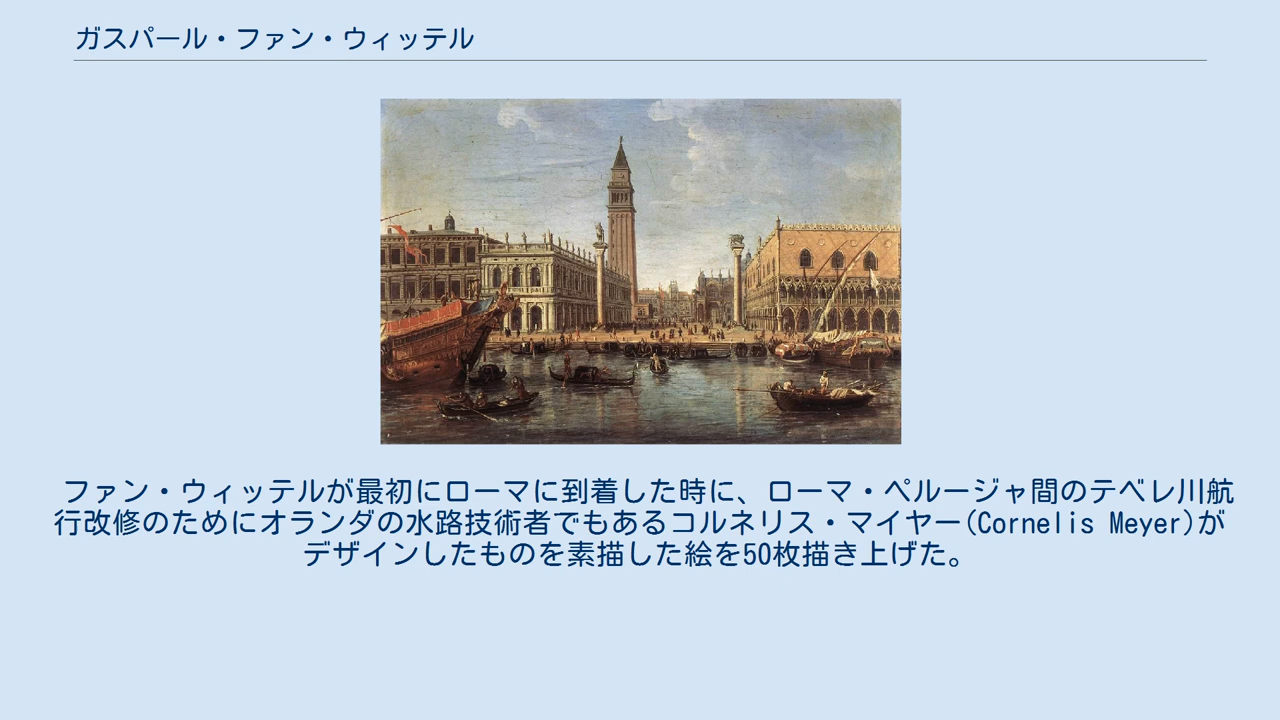 ガスパール・ファン・ウィッテル
ファン・ウィッテルが最初にローマに到着した時に、ローマ・ペルージャ間のテベレ川航
行改修のためにオランダの水路技術者でもあるコルネリス・マイヤー(Cornelis Meyer)が
デザインしたものを素描した絵を50枚描き上げた。